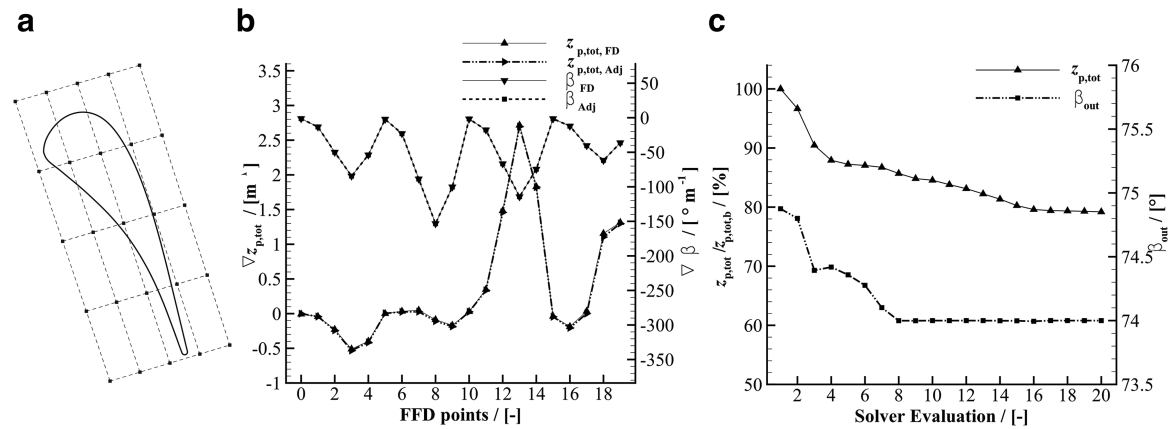 a
b
z p,tot, FD
z p,tot, Adj
β FD
β Adj
3.5
3
2.5
2
1.5
1
0.5
0
-0.5
-1
∇z p,tot / [m⁻¹]
50
0
-50
-100
-150
-200
-250
-300
-350
∇ β / [° m⁻¹]
0 2 4 6 8 10 12 14 16 18
FFD points / [-]
c
z p,tot
β out
100
90
80
70
60
50
z p,tot /z p,tot,b / [%]
76
75.5
75
74.5
74
73.5
β out / [º]
2 4 6 8 10 12 14 16 18 20
Solver Evaluation / [-]